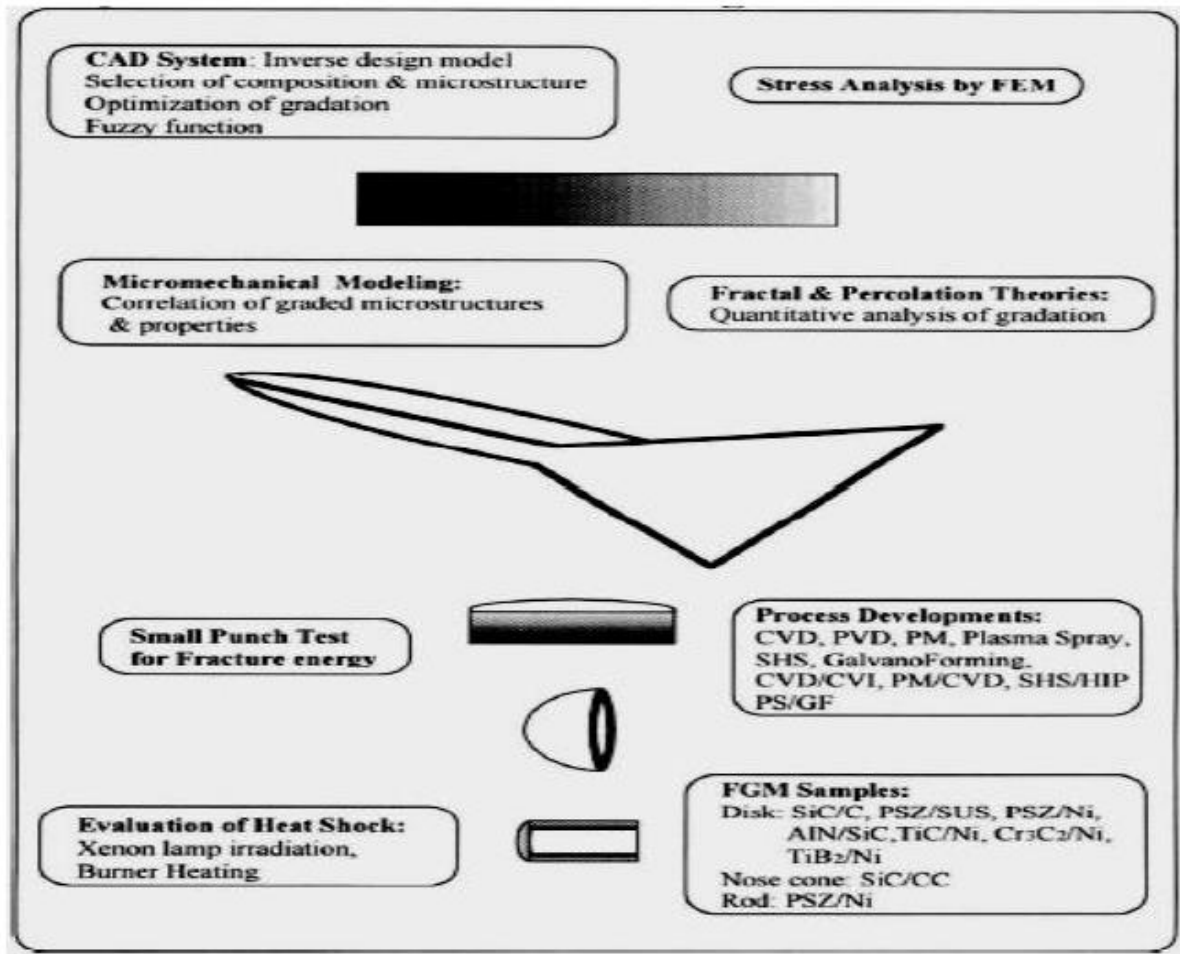 CAD System: Inverse design model
Selection of composition & microstructure
Optimization of gradation
Fuzzy function
Stress Analysis by FEM
Micromechanical Modeling:
Correlation of graded microstructures
& properties
Fractal & Percolation Theories:
Quantitative analysis of gradation
Small Punch Test
for Fracture energy
Process Developments:
CVD, PVD, PM, Plasma Spray,
SHS, GalvanoForming,
CVD/CVI, PM/CVD, SHS/HIP
PS/GF
Evaluation of Heat Shock:
Xenon lamp irradiation,
Burner Heating
FGM Samples:
Disk: SiC/C, PSZ/SUS, PSZ/Ni,
AlN/SiC,TiC/Ni, Cr3C2/Ni,
TiB2/Ni
Nose cone: SiC/CC
Rod: PSZ/Ni